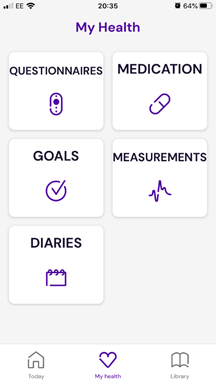 EE 20:35 64%
My Health
QUESTIONNAIRES MEDICATION
GOALS MEASUREMENTS
DIARIES
Today My health Library